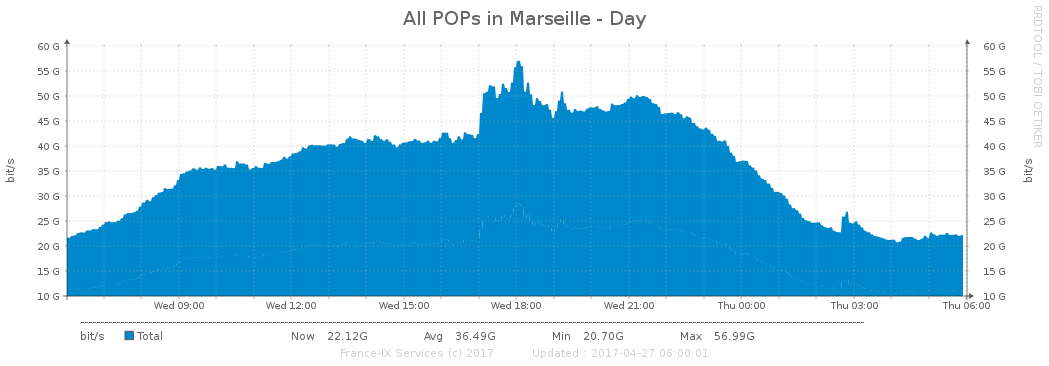 All POPs in Marseille - Day
RRDTOOL / TOBI OETIKER
60 G 60 G
55 G 55 G
50 G 50 G
45 G 45 G
40 G 40 G
35 G 35 G
30 G 30 G
25 G 25 G
20 G 20 G
15 G 15 G
10 G 10 G
bit/s bit/s
Wed 09:00 Wed 12:00 Wed 15:00 Wed 18:00 Wed 21:00 Thu 00:00 Thu 03:00 Thu 06:00
bit/s Total Now 22.12G Avg 36.49G Min 20.70G Max 56.99G
France-IX Services (c) 2017 Updated : 2017-04-27 06:00:01